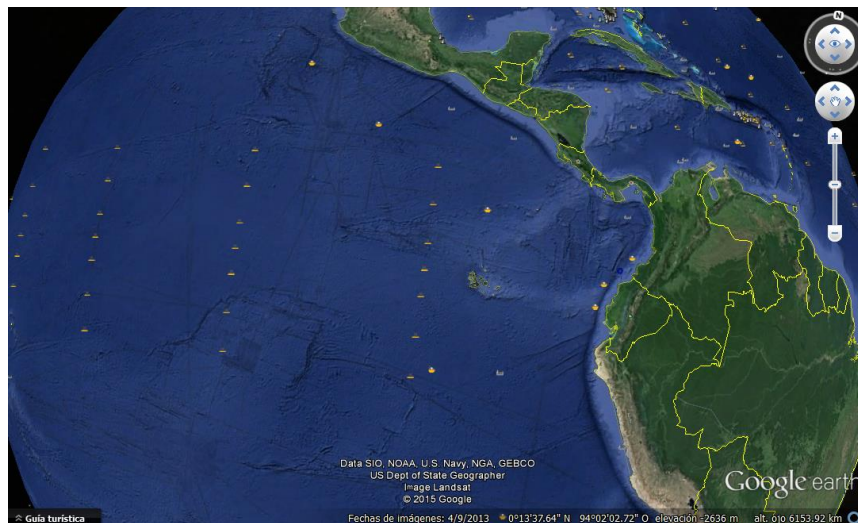 N
Data SIO, NOAA, U.S. Navy, NGA, GEBCO
US Dept of State Geographer
Image Landsat
© 2015 Google
Google earth
Guía turística
Fechas de imágenes: 4/9/2013 0°13'37.64" N 94°02'02.72" O elevación -2636 m alt. ojo 6153.92 km